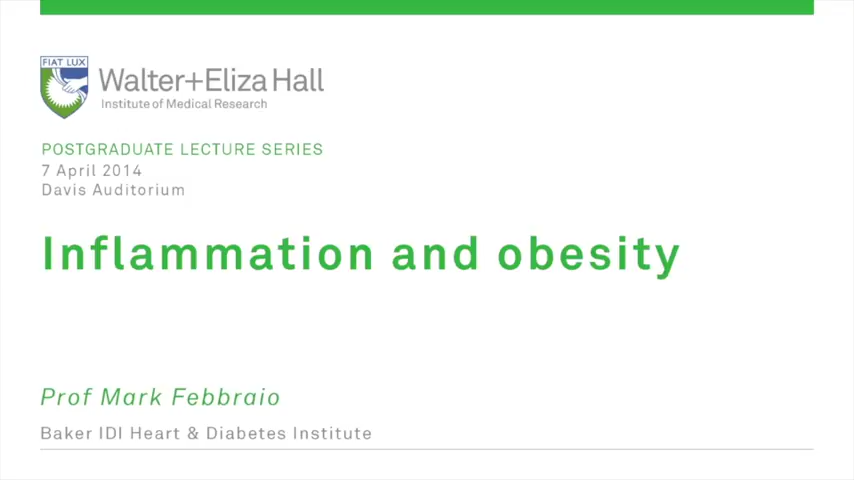 FIAT LUX
Walter+Eliza Hall
Institute of Medical Research
POSTGRADUATE LECTURE SERIES
7 April 2014
Davis Auditorium
Inflammation and obesity
Prof Mark Febbraio
Baker IDI Heart & Diabetes Institute